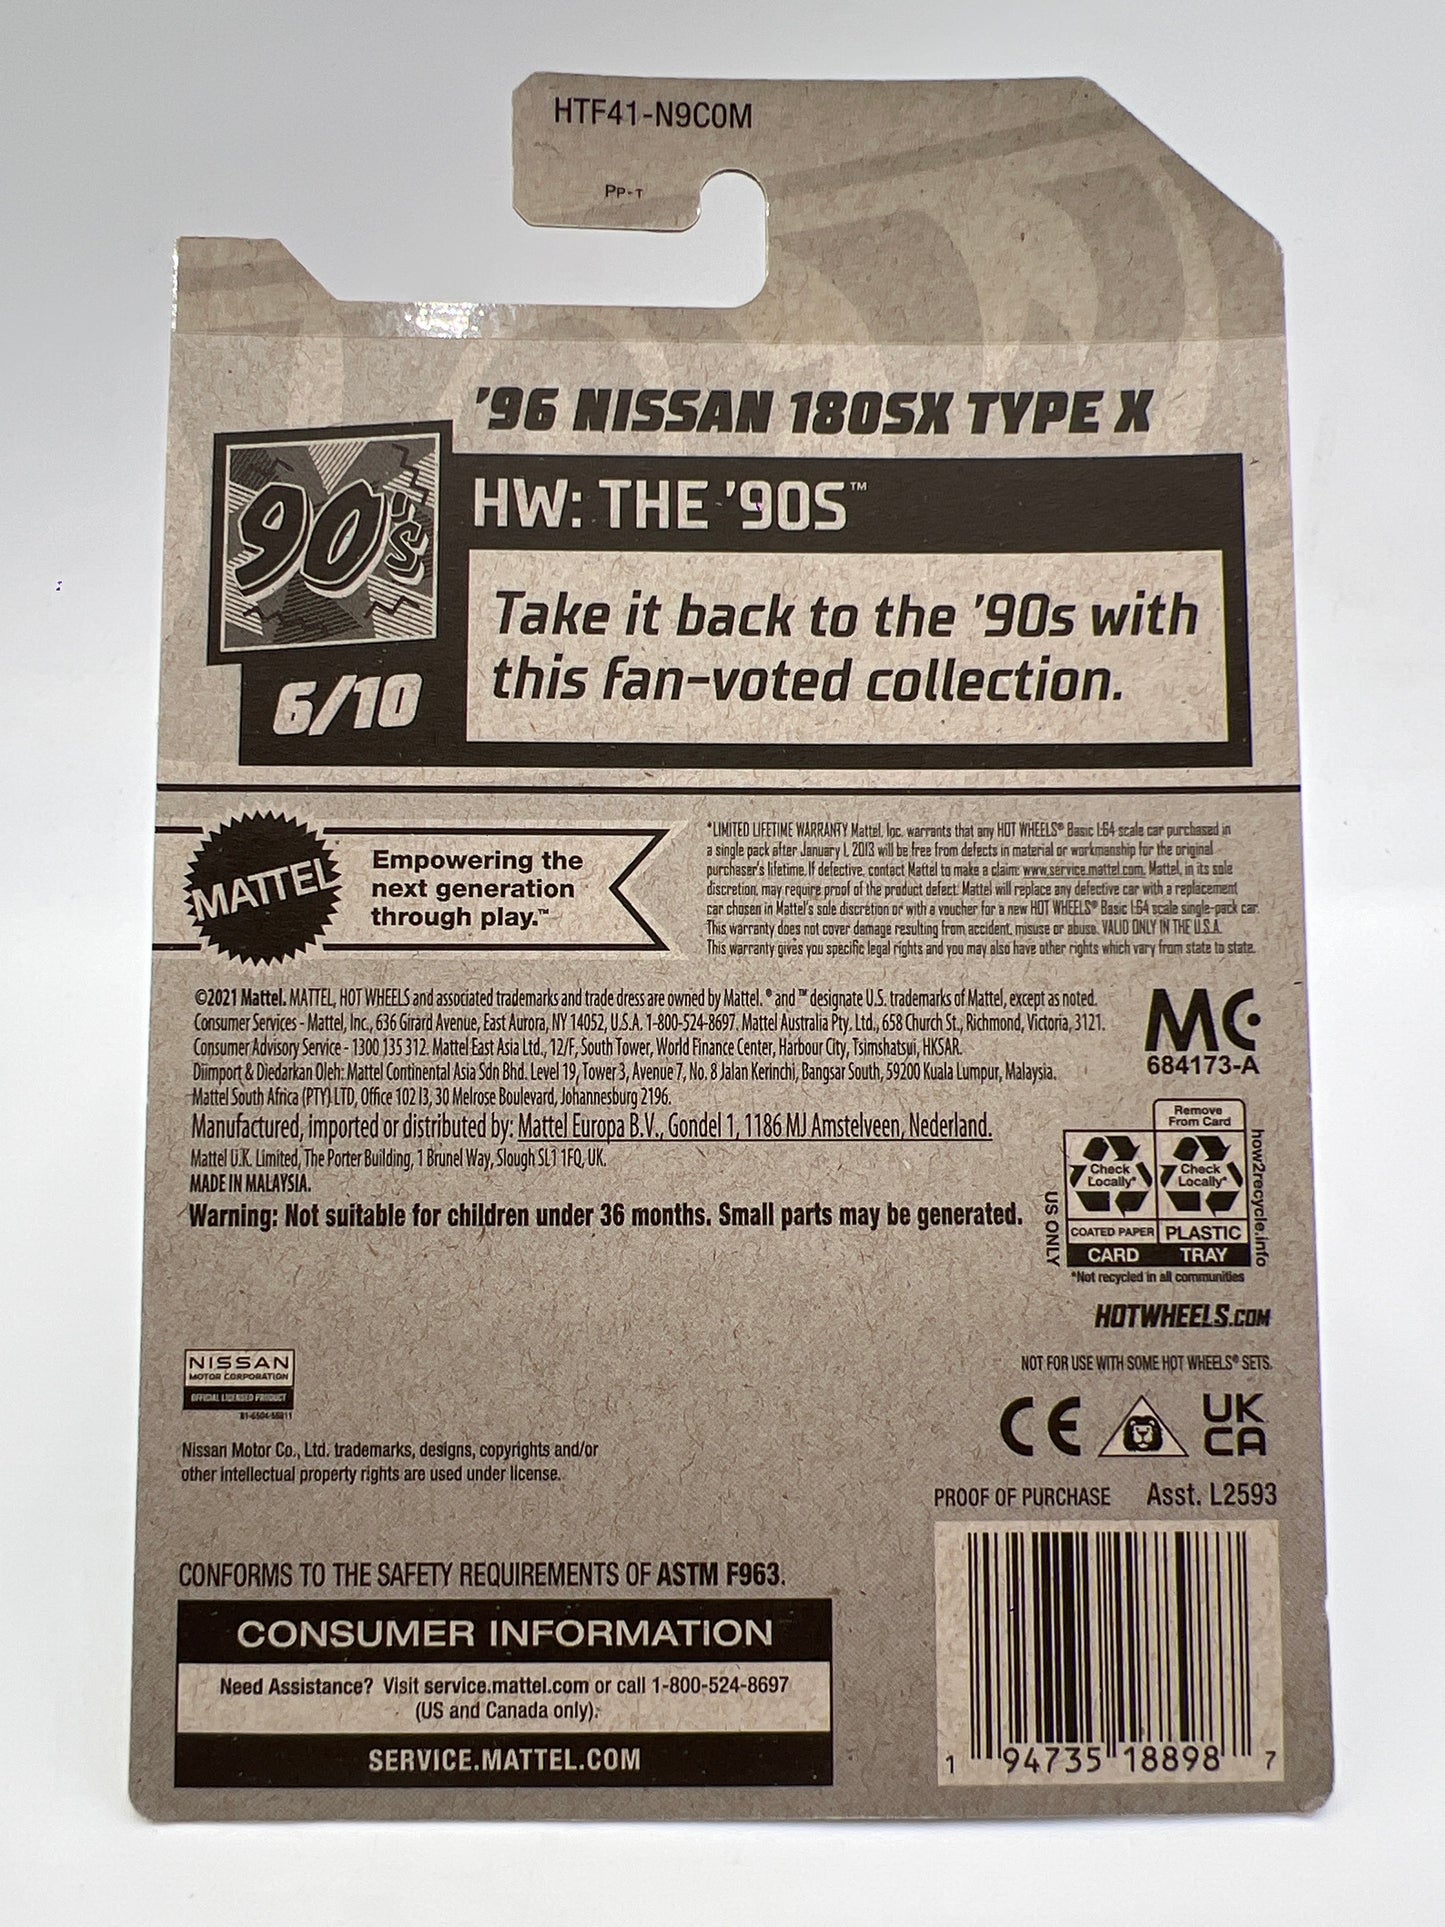 HTF41-N9C0M
PP-T
'96 NISSAN 180SX TYPE X
90's
HW: THE '90S™
Take it back to the '90s with
this fan-voted collection.
6/10
MATTEL
Empowering the
next generation
through play.™
*LIMITED LIFETIME WARRANTY Mattel, Inc. warrants that any HOT WHEELS® Basic 1:64 scale car purchased in
a single pack after January 1, 2013 will be free from defects in material or workmanship for the original
purchaser's lifetime. If defective, contact Mattel to make a claim: www.service.mattel.com. Mattel, in its sole
discretion, may require proof of the product defect. Mattel will replace any defective car with a replacement
car chosen in Mattel's sole discretion or with a voucher for a new HOT WHEELS® Basic 1:64 scale single-pack car.
This warranty does not cover damage resulting from accident, misuse or abuse. VALID ONLY IN THE U.S.A.
This warranty gives you specific legal rights and you may also have other rights which vary from state to state.
©2021 Mattel. MATTEL, HOT WHEELS and associated trademarks and trade dress are owned by Mattel. ® and ™ designate U.S. trademarks of Mattel, except as noted.
Consumer Services - Mattel, Inc., 636 Girard Avenue, East Aurora, NY 14052, U.S.A. 1-800-524-8697. Mattel Australia Pty. Ltd., 658 Church St., Richmond, Victoria, 3121.
Consumer Advisory Service - 1300 135 312. Mattel East Asia Ltd., 12/F, South Tower, World Finance Center, Harbour City, Tsimshatsui, HKSAR.
Diimport & Diedarkan Oleh: Mattel Continental Asia Sdn Bhd. Level 19, Tower 3, Avenue 7, No. 8 Jalan Kerinchi, Bangsar South, 59200 Kuala Lumpur, Malaysia.
Mattel South Africa (PTY) LTD, Office 102 I3, 30 Melrose Boulevard, Johannesburg 2196.
Manufactured, imported or distributed by: Mattel Europa B.V., Gondel 1, 1186 MJ Amstelveen, Nederland.
Mattel U.K. Limited, The Porter Building, 1 Brunel Way, Slough SL1 1FQ, UK.
MADE IN MALAYSIA.
Warning: Not suitable for children under 36 months. Small parts may be generated.
MC
684173-A
Remove
From Card
Check
Locally*
Check
Locally*
COATED PAPER
PLASTIC
CARD
TRAY
US ONLY
how2recycle.info
*Not recycled in all communities
HOTWHEELS.COM
NOT FOR USE WITH SOME HOT WHEELS® SETS.
CE
UK
CA
NISSAN
MOTOR CORPORATION
OFFICIAL LICENSED PRODUCT
Nissan Motor Co., Ltd. trademarks, designs, copyrights and/or
other intellectual property rights are used under license.
PROOF OF PURCHASE Asst. L2593
1 94735 18898 7
CONFORMS TO THE SAFETY REQUIREMENTS OF ASTM F963.
CONSUMER INFORMATION
Need Assistance? Visit service.mattel.com or call 1-800-524-8697
(US and Canada only).
SERVICE.MATTEL.COM